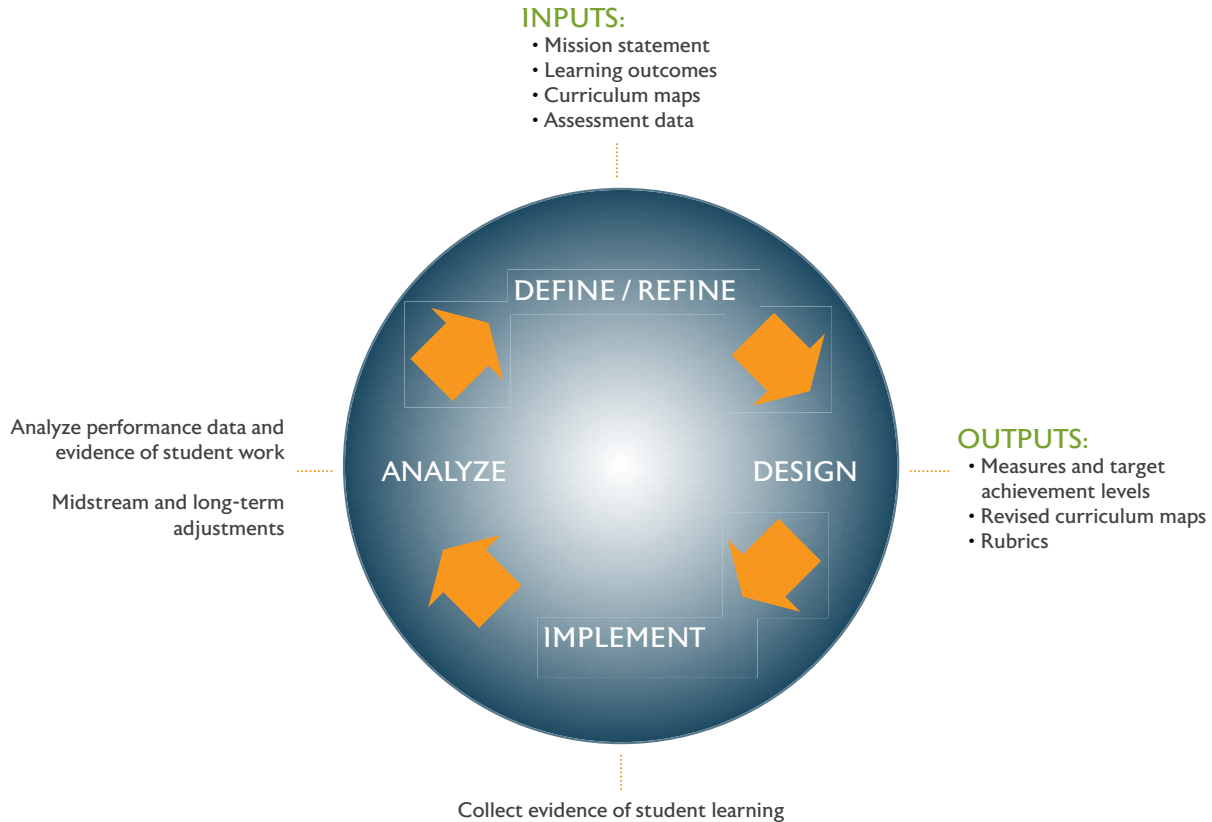 INPUTS:
• Mission statement
• Learning outcomes
• Curriculum maps
• Assessment data
DEFINE / REFINE
Analyze performance data and
evidence of student work
Midstream and long-term
adjustments
ANALYZE
DESIGN
OUTPUTS:
• Measures and target
achievement levels
• Revised curriculum maps
• Rubrics
IMPLEMENT
Collect evidence of student learning